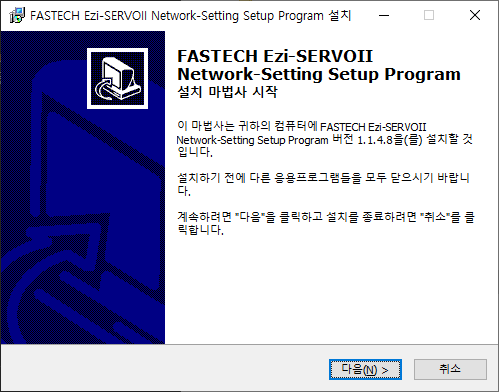 FASTECH Ezi-SERVOII Network-Setting Setup Program 설치
FASTECH Ezi-SERVOII
Network-Setting Setup Program
설치 마법사 시작
이 마법사는 귀하의 컴퓨터에 FASTECH Ezi-SERVOII
Network-Setting Setup Program 버전 1.1.4.8을(를) 설치할 것
입니다.
설치하기 전에 다른 응용프로그램들을 모두 닫으시기 바랍니
다.
계속하려면 "다음"을 클릭하고 설치를 종료하려면 "취소"를 클
릭합니다.
다음(N) >
취소